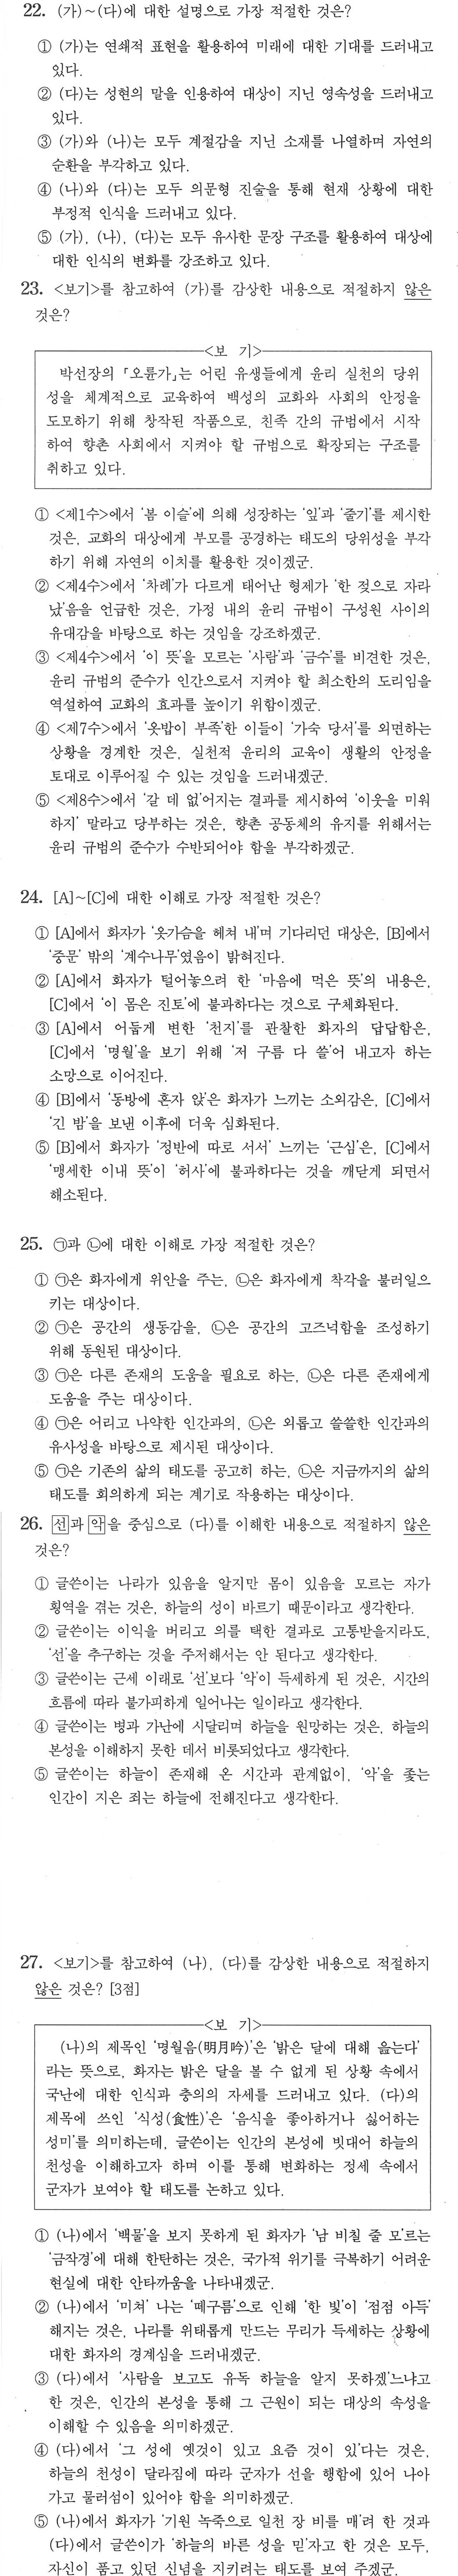 22. (가)~(다)에 대한 설명으로 가장 적절한 것은?
① (가)는 연쇄적 표현을 활용하여 미래에 대한 기대를 드러내고
있다.
② (다)는 성현의 말을 인용하여 대상이 지닌 영속성을 드러내고
있다.
③ (가)와 (나)는 모두 계절감을 지닌 소재를 나열하며 자연의
순환을 부각하고 있다.
④ (나)와 (다)는 모두 의문형 진술을 통해 현재 상황에 대한
부정적 인식을 드러내고 있다.
⑤ (가), (나), (다)는 모두 유사한 문장 구조를 활용하여 대상에
대한 인식의 변화를 강조하고 있다.
23. <보기>를 참고하여 (가)를 감상한 내용으로 적절하지 않은
것은?
<보 기>
박선장의 「오륜가」는 어린 유생들에게 윤리 실천의 당위
성을 체계적으로 교육하여 백성의 교화와 사회의 안정을
도모하기 위해 창작된 작품으로, 친족 간의 규범에서 시작
하여 향촌 사회에서 지켜야 할 규범으로 확장되는 구조를
취하고 있다.
① <제1수>에서 '봄 이슬'에 의해 성장하는 '잎'과 '줄기'를 제시한
것은, 교화의 대상에게 부모를 공경하는 태도의 당위성을 부각
하기 위해 자연의 이치를 활용한 것이겠군.
② <제4수>에서 '차례'가 다르게 태어난 형제가 '한 젖으로 자라
났'음을 언급한 것은, 가정 내의 윤리 규범이 구성원 사이의
유대감을 바탕으로 하는 것임을 강조하겠군.
③ <제4수>에서 '이 뜻'을 모르는 '사람'과 '금수'를 비견한 것은,
윤리 규범의 준수가 인간으로서 지켜야 할 최소한의 도리임을
역설하여 교화의 효과를 높이기 위함이겠군.
④ <제7수>에서 '옷밥이 부족'한 이들이 '가숙 당서'를 외면하는
상황을 경계한 것은, 실천적 윤리의 교육이 생활의 안정을
토대로 이루어질 수 있는 것임을 드러내겠군.
⑤ <제8수>에서 '갈 데 없'어지는 결과를 제시하여 '이웃을 미워
하지' 말라고 당부하는 것은, 향촌 공동체의 유지를 위해서는
윤리 규범의 준수가 수반되어야 함을 부각하겠군.
24. [A]~[C]에 대한 이해로 가장 적절한 것은?
① [A]에서 화자가 '옷가슴을 헤쳐 내'며 기다리던 대상은, [B]에서
'중문' 밖의 '계수나무'였음이 밝혀진다.
② [A]에서 화자가 털어놓으려 한 '마음에 먹은 뜻'의 내용은,
[C]에서 '이 몸은 진토'에 불과하다는 것으로 구체화된다.
③ [A]에서 어둡게 변한 '천지'를 관찰한 화자의 답답함은,
[C]에서 '명월'을 보기 위해 '저 구름 다 쓸'어 내고자 하는
소망으로 이어진다.
④ [B]에서 '동방에 혼자 앉'은 화자가 느끼는 소외감은, [C]에서
'긴 밤'을 보낸 이후에 더욱 심화된다.
⑤ [B]에서 화자가 '정반에 따로 서서' 느끼는 '근심'은, [C]에서
'맹세한 이내 뜻'이 '허사'에 불과하다는 것을 깨닫게 되면서
해소된다.
25. ㉠과 ㉡에 대한 이해로 가장 적절한 것은?
① ㉠은 화자에게 위안을 주는, ㉡은 화자에게 착각을 불러일으
키는 대상이다.
② ㉠은 공간의 생동감을, ㉡은 공간의 고즈넉함을 조성하기
위해 동원된 대상이다.
③ ㉠은 다른 존재의 도움을 필요로 하는, ㉡은 다른 존재에게
도움을 주는 대상이다.
④ ㉠은 어리고 나약한 인간과의, ㉡은 외롭고 쓸쓸한 인간과의
유사성을 바탕으로 제시된 대상이다.
⑤ ㉠은 기존의 삶의 태도를 공고히 하는, ㉡은 지금까지의 삶의
태도를 회의하게 되는 계기로 작용하는 대상이다.
26. 선과 악을 중심으로 (다)를 이해한 내용으로 적절하지 않은
것은?
① 글쓴이는 나라가 있음을 알지만 몸이 있음을 모르는 자가
횡역을 겪는 것은, 하늘의 성이 바르기 때문이라고 생각한다.
② 글쓴이는 이익을 버리고 의를 택한 결과로 고통받을지라도,
'선'을 추구하는 것을 주저해서는 안 된다고 생각한다.
③ 글쓴이는 근세 이래로 '선'보다 '악'이 득세하게 된 것은, 시간의
흐름에 따라 불가피하게 일어나는 일이라고 생각한다.
④ 글쓴이는 병과 가난에 시달리며 하늘을 원망하는 것은, 하늘의
본성을 이해하지 못한 데서 비롯되었다고 생각한다.
⑤ 글쓴이는 하늘이 존재해 온 시간과 관계없이, '악'을 좇는
인간이 지은 죄는 하늘에 전해진다고 생각한다.
27. <보기>를 참고하여 (나), (다)를 감상한 내용으로 적절하지
않은 것은? [3점]
<보 기>
(나)의 제목인 '명월음(明月吟)'은 '밝은 달에 대해 읊는다'
라는 뜻으로, 화자는 밝은 달을 볼 수 없게 된 상황 속에서
국난에 대한 인식과 충의의 자세를 드러내고 있다. (다)의
제목에 쓰인 '식성(食性)'은 '음식을 좋아하거나 싫어하는
성미'를 의미하는데, 글쓴이는 인간의 본성에 빗대어 하늘의
천성을 이해하고자 하며 이를 통해 변화하는 정세 속에서
군자가 보여야 할 태도를 논하고 있다.
① (나)에서 '백물'을 보지 못하게 된 화자가 '남 비칠 줄 모'르는
'금작경'에 대해 한탄하는 것은, 국가적 위기를 극복하기 어려운
현실에 대한 안타까움을 나타내겠군.
② (나)에서 '미처' 나는 '떼구름'으로 인해 '한 빛'이 '점점 아득'
해지는 것은, 나라를 위태롭게 만드는 무리가 득세하는 상황에
대한 화자의 경계심을 드러내겠군.
③ (다)에서 '사람을 보고도 유독 하늘을 알지 못하겠'느냐고
한 것은, 인간의 본성을 통해 그 근원이 되는 대상의 속성을
이해할 수 있음을 의미하겠군.
④ (다)에서 '그 성에 옛것이 있고 요즘 것이 있'다는 것은,
하늘의 천성이 달라짐에 따라 군자가 선을 행함에 있어 나아
가고 물러섬이 있어야 함을 의미하겠군.
⑤ (나)에서 화자가 '기원 녹죽으로 일천 장 비를 매'려 한 것과
(다)에서 글쓴이가 '하늘의 바른 성을 믿'자고 한 것은 모두,
자신이 품고 있던 신념을 지키려는 태도를 보여 주겠군.